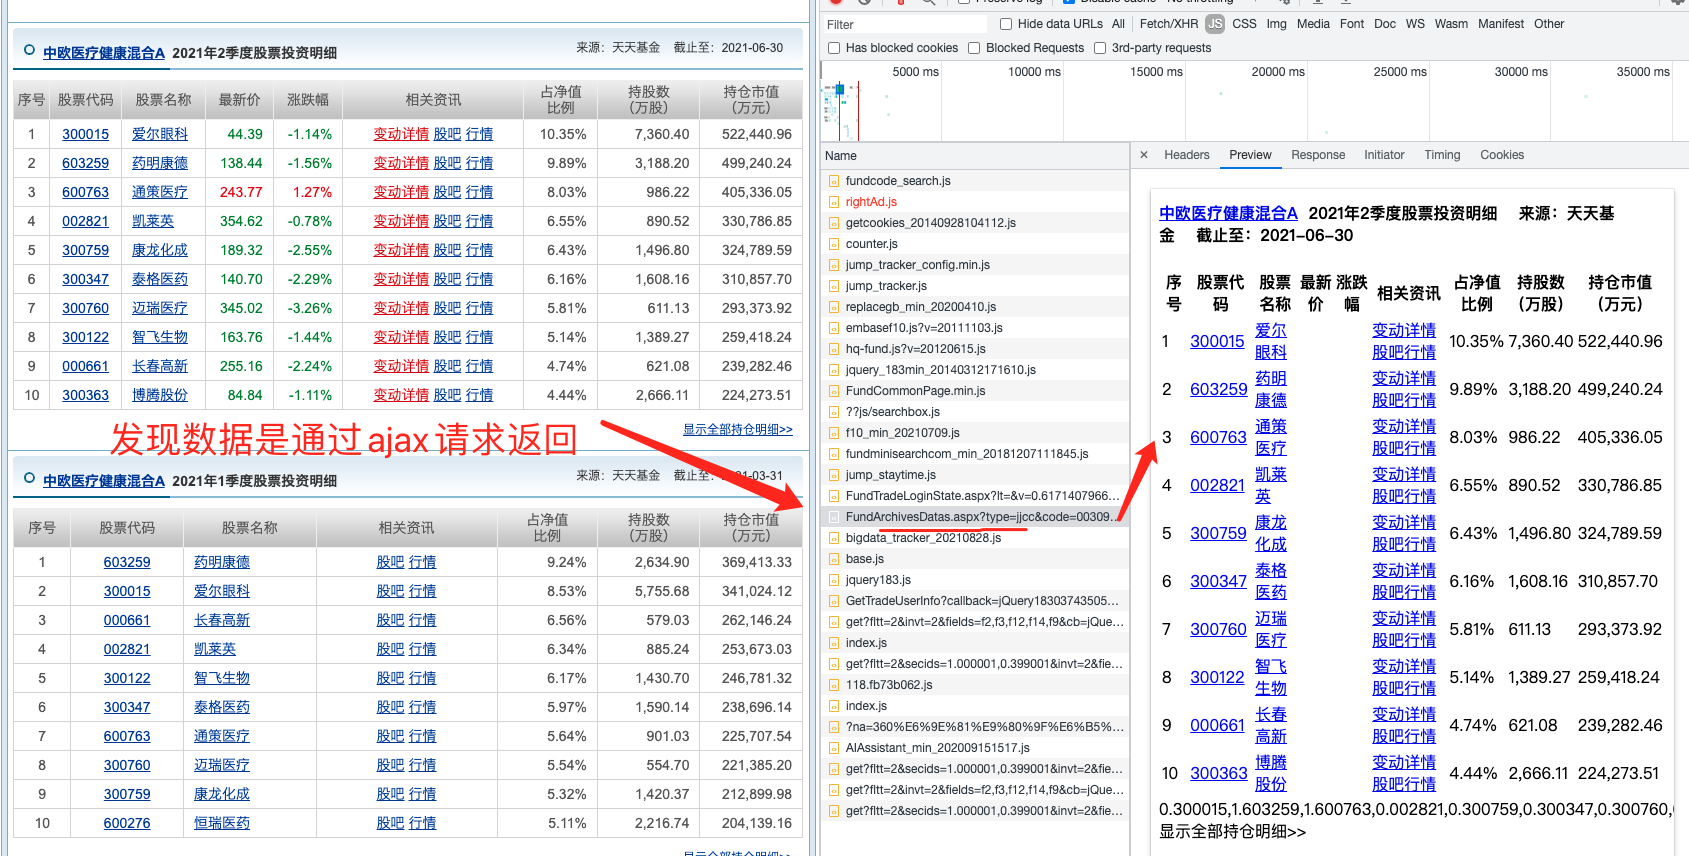 中欧医疗健康混合A 2021年2季度股票投资明细 来源：天天基金 截止至：2021-06-30
序号 股票代码 股票名称 最新价 涨跌幅 相关资讯 占净值比例 持股数（万股） 持仓市值（万元）
1 300015 爱尔眼科 44.39 -1.14% 变动详情 股吧 行情 10.35% 7,360.40 522,440.96
2 603259 药明康德 138.44 -1.56% 变动详情 股吧 行情 9.89% 3,188.20 499,240.24
3 600763 通策医疗 243.77 1.27% 变动详情 股吧 行情 8.03% 986.22 405,336.05
4 002821 凯莱英 354.62 -0.78% 变动详情 股吧 行情 6.55% 890.52 330,786.85
5 300759 康龙化成 189.32 -2.55% 变动详情 股吧 行情 6.43% 1,496.80 324,789.59
6 300347 泰格医药 140.70 -2.29% 变动详情 股吧 行情 6.16% 1,608.16 310,857.70
7 300760 迈瑞医疗 345.02 -3.26% 变动详情 股吧 行情 5.81% 611.13 293,373.92
8 300122 智飞生物 163.76 -1.44% 变动详情 股吧 行情 5.14% 1,389.27 259,418.24
9 000661 长春高新 255.16 -2.24% 变动详情 股吧 行情 4.74% 621.08 239,282.46
10 300363 博腾股份 84.84 -1.11% 变动详情 股吧 行情 4.44% 2,666.11 224,273.51
显示全部持仓明细>>
发现数据是通过ajax请求返回
中欧医疗健康混合A 2021年1季度股票投资明细 来源：天天基金 截止至：2021-03-31
序号 股票代码 股票名称 相关资讯 占净值比例 持股数（万股） 持仓市值（万元）
1 603259 药明康德 股吧 行情 9.24% 2,634.90 369,413.33
2 300015 爱尔眼科 股吧 行情 8.53% 5,755.68 341,024.12
3 000661 长春高新 股吧 行情 6.56% 579.03 262,146.24
4 002821 凯莱英 股吧 行情 6.34% 885.24 253,673.03
5 300122 智飞生物 股吧 行情 6.17% 1,430.70 246,781.32
6 300347 泰格医药 股吧 行情 5.97% 1,590.14 238,696.14
7 600763 通策医疗 股吧 行情 5.64% 901.03 225,707.54
8 300760 迈瑞医疗 股吧 行情 5.54% 554.70 221,385.20
9 300759 康龙化成 股吧 行情 5.32% 1,420.37 212,899.98
10 600276 恒瑞医药 股吧 行情 5.11% 2,216.74 204,139.16
显示全部持仓明细>>
Preserve log Disable cache No throttling
Filter Hide data URLs All Fetch/XHR JS CSS Img Media Font Doc WS Wasm Manifest Other
Has blocked cookies Blocked Requests 3rd-party requests
5000 ms 10000 ms 15000 ms 20000 ms 25000 ms 30000 ms 35000 ms
Name
fundcode_search.js
rightAd.js
getcookies_20140928104112.js
counter.js
jump_tracker_config.min.js
jump_tracker.js
replacegb_min_20200410.js
embasef10.js?v=20111103.js
hq-fund.js?v=20120615.js
jquery_183min_20140312171610.js
FundCommonPage.min.js
??js/searchbox.js
f10_min_20210709.js
fundminisearchcom_min_20181207111845.js
jump_staytime.js
FundTradeLoginState.aspx?lt=&v=0.6171407966...
FundArchivesDatas.aspx?type=jjcc&code=00309...
bigdata_tracker_20210828.js
base.js
jquery183.js
GetTradeUserInfo?callback=jQuery18303743505...
get?fltt=2&invt=2&fields=f2,f3,f12,f14,f9&cb=jQue...
index.js
get?fltt=2&secids=1.000001,0.399001&invt=2&fie...
118.fb73b062.js
index.js
?na=360%E6%9E%81%E9%80%9F%E6%B5%...
AIAssistant_min_202009151517.js
get?fltt=2&secids=1.000001,0.399001&invt=2&fie...
get?fltt=2&invt=2&fields=f2,f3,f12,f14,f9&cb=jQue...
get?fltt=2&secids=1.000001,0.399001&invt=2&fie...
× Headers Preview Response Initiator Timing Cookies
中欧医疗健康混合A 2021年2季度股票投资明细 来源：天天基
金 截止至：2021-06-30
序号 股票代码 股票名称 最新价 涨跌幅 相关资讯 占净值比例 持股数（万股） 持仓市值（万元）
1 300015 爱尔眼科 变动详情股吧行情 10.35% 7,360.40 522,440.96
2 603259 药明康德 变动详情股吧行情 9.89% 3,188.20 499,240.24
3 600763 通策医疗 变动详情股吧行情 8.03% 986.22 405,336.05
4 002821 凯莱英 变动详情股吧行情 6.55% 890.52 330,786.85
5 300759 康龙化成 变动详情股吧行情 6.43% 1,496.80 324,789.59
6 300347 泰格医药 变动详情股吧行情 6.16% 1,608.16 310,857.70
7 300760 迈瑞医疗 变动详情股吧行情 5.81% 611.13 293,373.92
8 300122 智飞生物 变动详情股吧行情 5.14% 1,389.27 259,418.24
9 000661 长春高新 变动详情股吧行情 4.74% 621.08 239,282.46
10 300363 博腾股份 变动详情股吧行情 4.44% 2,666.11 224,273.51
0.300015,1.603259,1.600763,0.002821,0.300759,0.300347,0.300760,
显示全部持仓明细>>